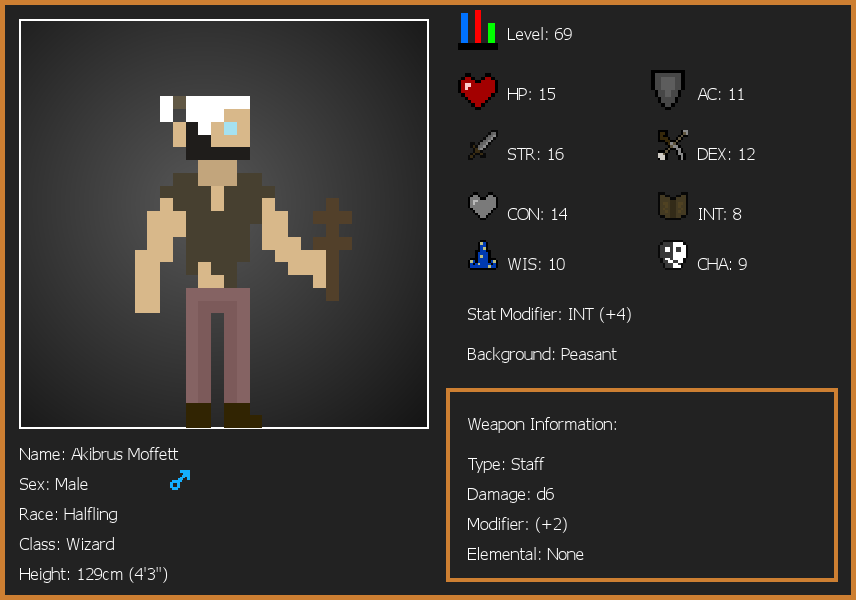 Level: 69
HP: 15
AC: 11
STR: 16
DEX: 12
CON: 14
INT: 8
WIS: 10
CHA: 9
Stat Modifier: INT (+4)
Background: Peasant
Weapon Information:
Type: Staff
Damage: d6
Modifier: (+2)
Elemental: None
Name: Akibrus Moffett
Sex: Male
Race: Halfling
Class: Wizard
Height: 129cm (4'3")